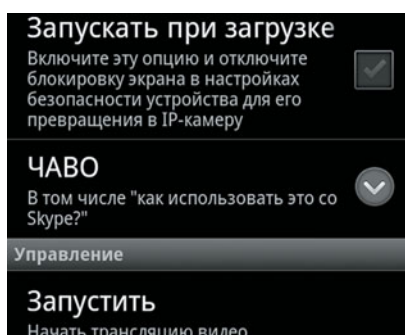 Запускать при загрузке
Включите эту опцию и отключите
блокировку экрана в настройках
безопасности устройства для его
превращения в IP-камеру
ЧАВО
В том числе "как использовать это со
Skype?"
Управление
Запустить
Начать трансляцию видео